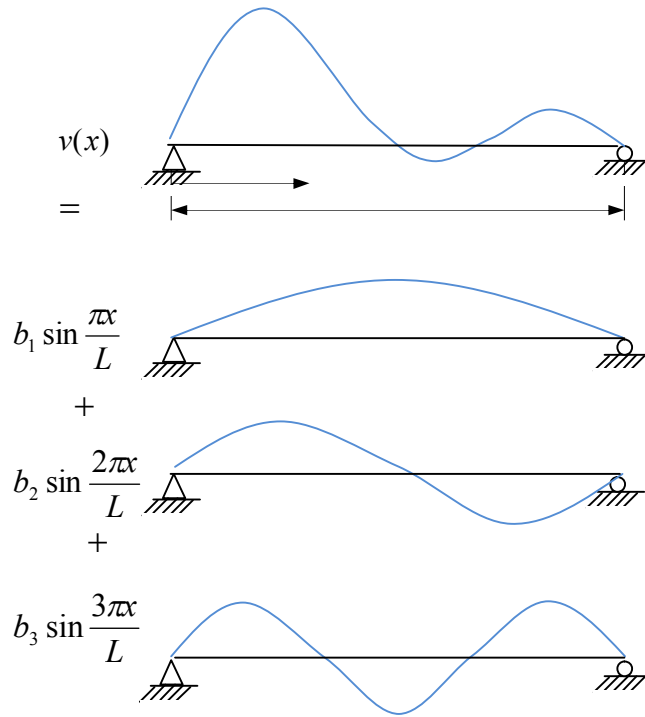 v(x)
=
b₁ sin πx/L
+
b₂ sin 2πx/L
+
b₃ sin 3πx/L